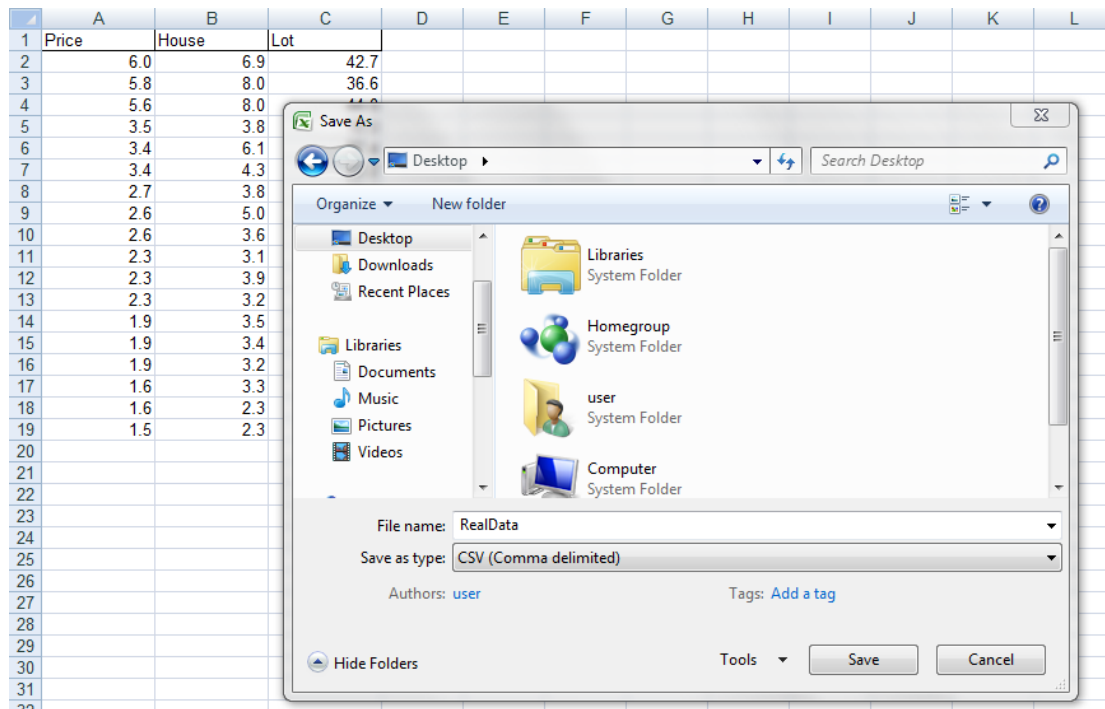 A B C D E F G H I J K L
1 Price House Lot
2 6.0 6.9 42.7
3 5.8 8.0 36.6
4 5.6 8.0
5 3.5 3.8
6 3.4 6.1
7 3.4 4.3
8 2.7 3.8
9 2.6 5.0
10 2.6 3.6
11 2.3 3.1
12 2.3 3.9
13 2.3 3.2
14 1.9 3.5
15 1.9 3.4
16 1.9 3.2
17 1.6 3.3
18 1.6 2.3
19 1.5 2.3
20
21
22
23
24
25
26
27
28
29
30
31
Save As
Desktop
Search Desktop
Organize New folder
Desktop
Downloads
Recent Places
Libraries
Documents
Music
Pictures
Videos
Libraries
System Folder
Homegroup
System Folder
user
System Folder
Computer
System Folder
File name: RealData
Save as type: CSV (Comma delimited)
Authors: user Tags: Add a tag
Hide Folders Tools Save Cancel